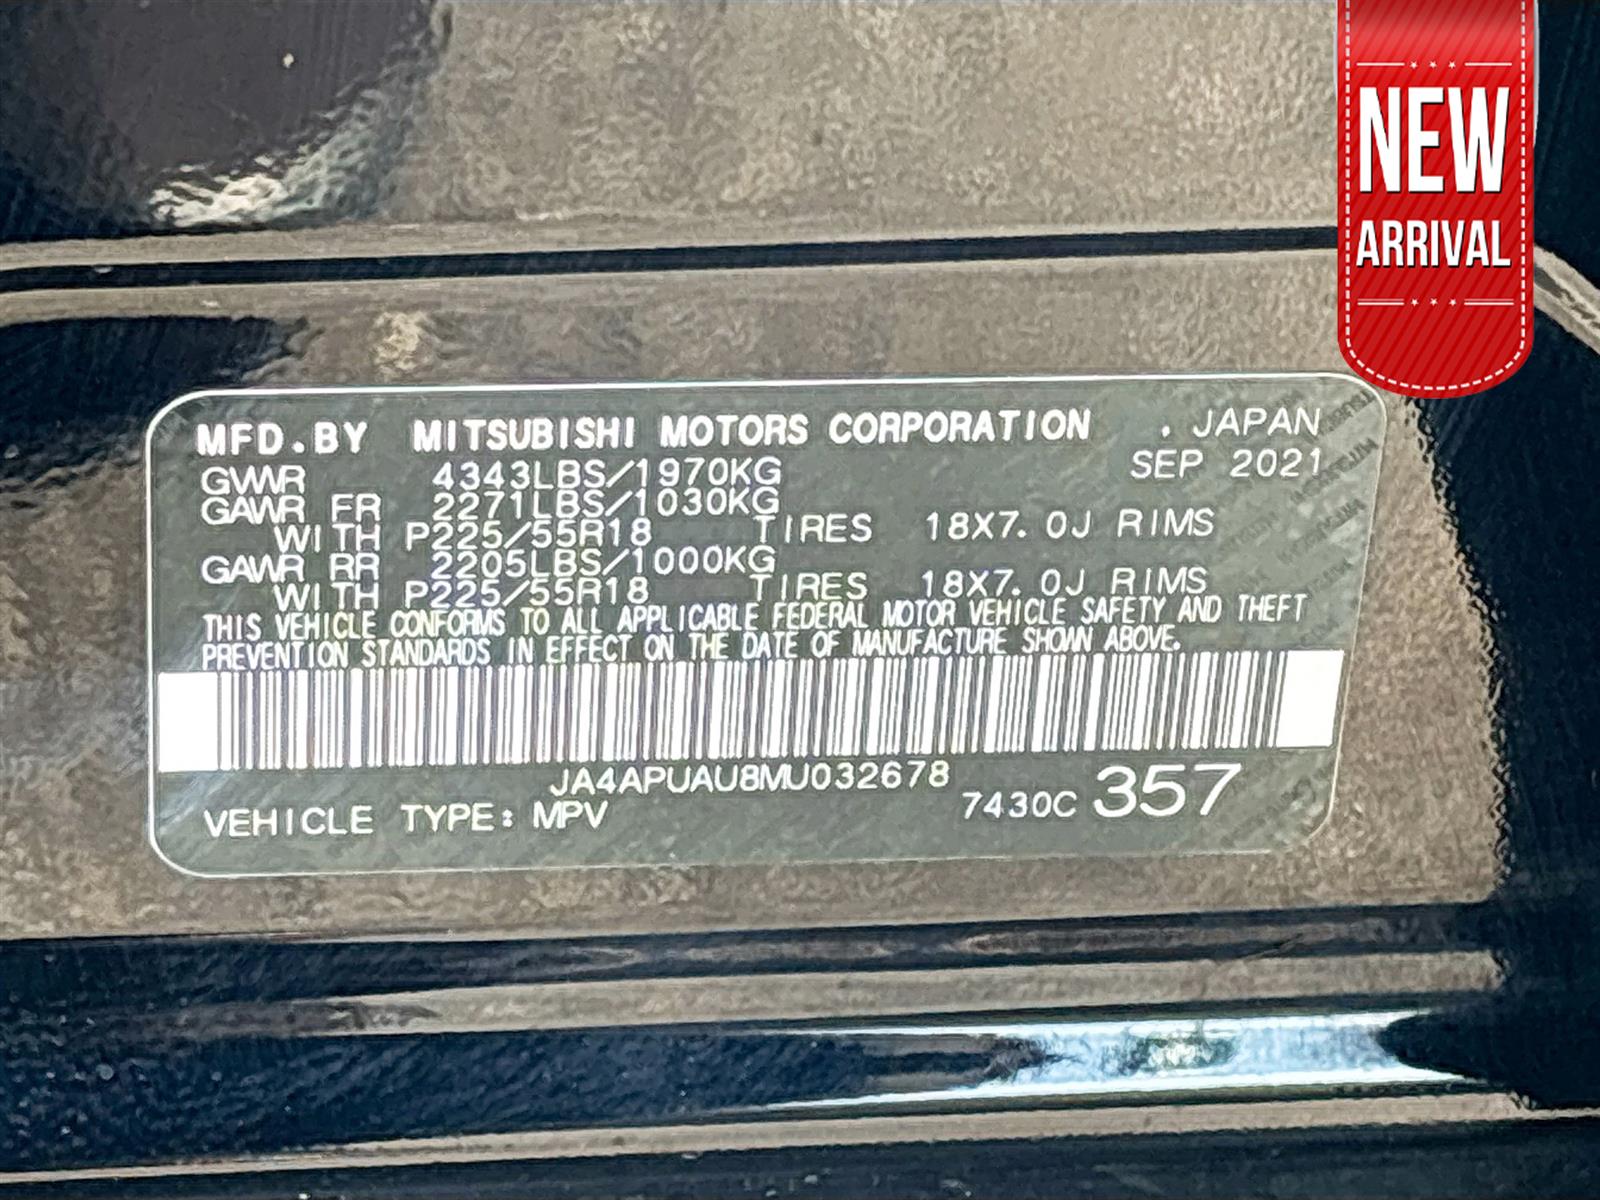 NEW
ARRIVAL
MFD.BY MITSUBISHI MOTORS CORPORATION . JAPAN
GVWR 4343LBS/1970KG SEP 2021
GAWR FR 2271LBS/1030KG
WITH P225/55R18 TIRES 18X7.0J RIMS
GAWR RR 2205LBS/1000KG
WITH P225/55R18 TIRES 18X7.0J RIMS
THIS VEHICLE CONFORMS TO ALL APPLICABLE FEDERAL MOTOR VEHICLE SAFETY AND THEFT
PREVENTION STANDARDS IN EFFECT ON THE DATE OF MANUFACTURE SHOWN ABOVE.
JA4APUAU8MU032678
VEHICLE TYPE: MPV 7430C 357